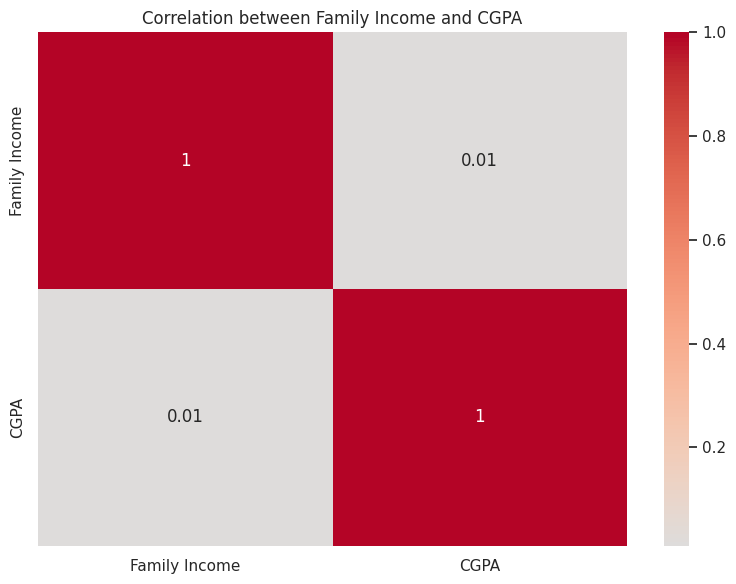 Correlation between Family Income and CGPA
Family Income
1
0.01
CGPA
0.01
1
Family Income
CGPA
1.0
0.8
0.6
0.4
0.2